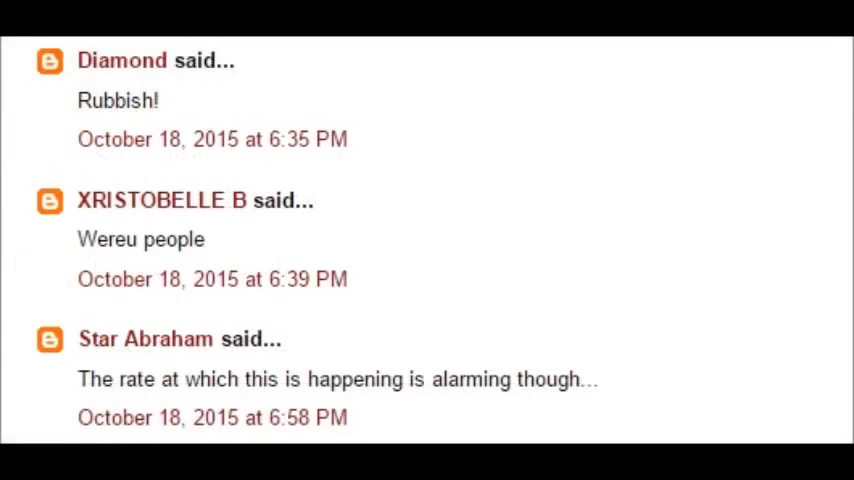 Diamond said...
Rubbish!
October 18, 2015 at 6:35 PM
XRISTOBELLE B said...
Wereu people
October 18, 2015 at 6:39 PM
Star Abraham said...
The rate at which this is happening is alarming though...
October 18, 2015 at 6:58 PM